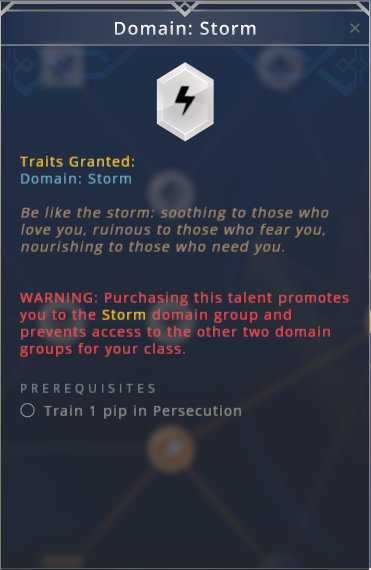 Domain: Storm
Traits Granted:
Domain: Storm
Be like the storm: soothing to those who
love you, ruinous to those who fear you,
nourishing to those who need you.
WARNING: Purchasing this talent promotes
you to the Storm domain group and
prevents access to the other two domain
groups for your class.
PREREQUISITES
Train 1 pip in Persecution